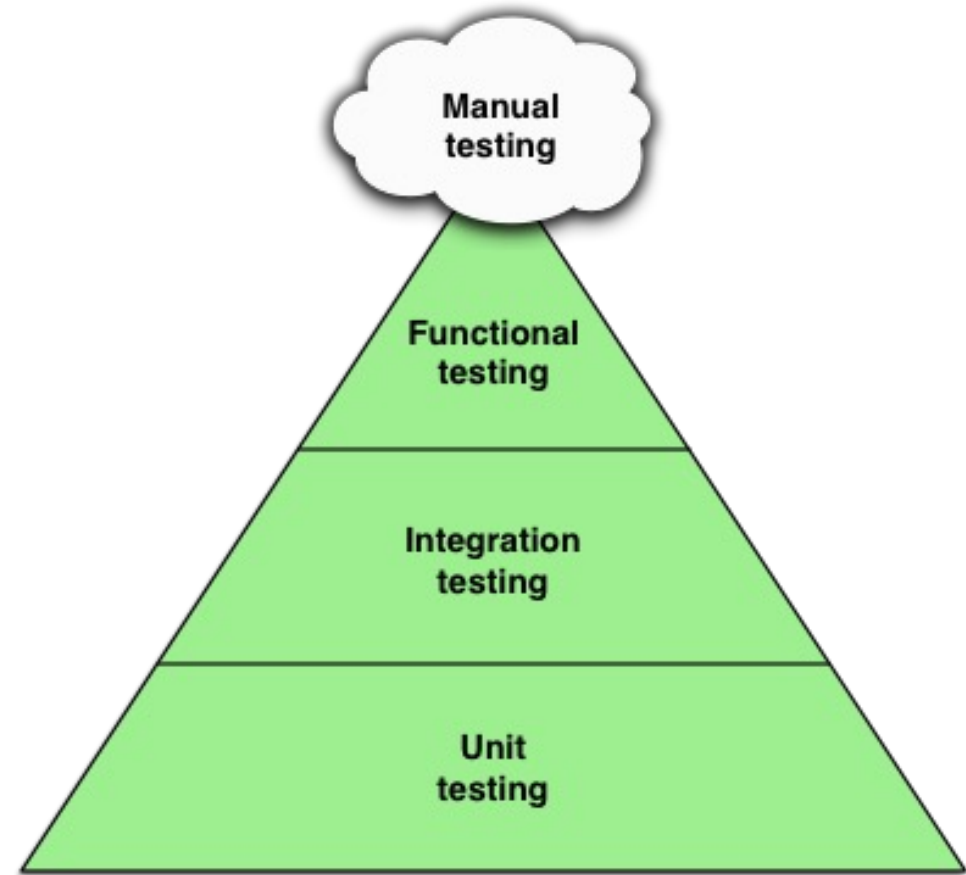 Manual
testing
Functional
testing
Integration
testing
Unit
testing